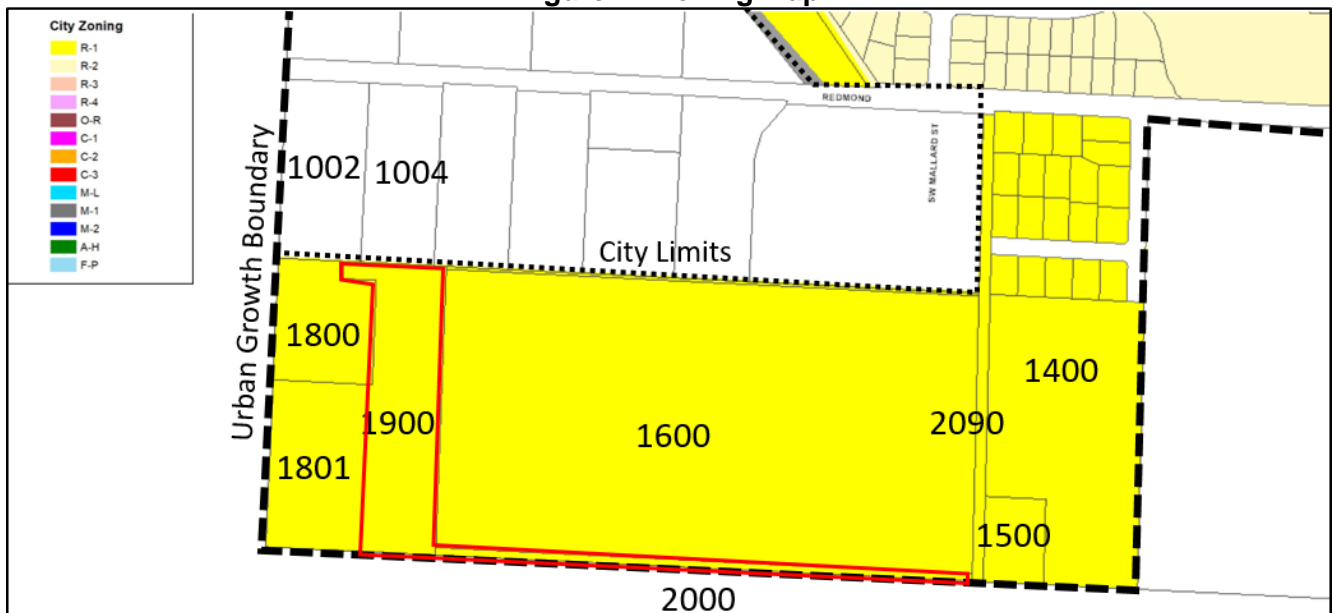 City Zoning
R-1
R-2
R-3
R-4
O-R
C-1
C-2
C-3
M-L
M-1
M-2
A-H
F-P
REDMOND
SW MALLARD ST
1002
1004
City Limits
Urban Growth Boundary
1800
1400
1900
1600
2090
1801
1500
2000